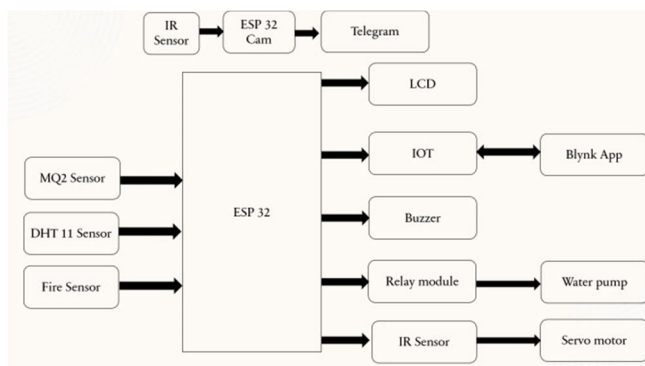 IR
Sensor
ESP 32
Cam
Telegram
LCD
IOT
Blynk App
MQ2 Sensor
ESP 32
Buzzer
DHT 11 Sensor
Fire Sensor
Relay module
Water pump
IR Sensor
Servo motor